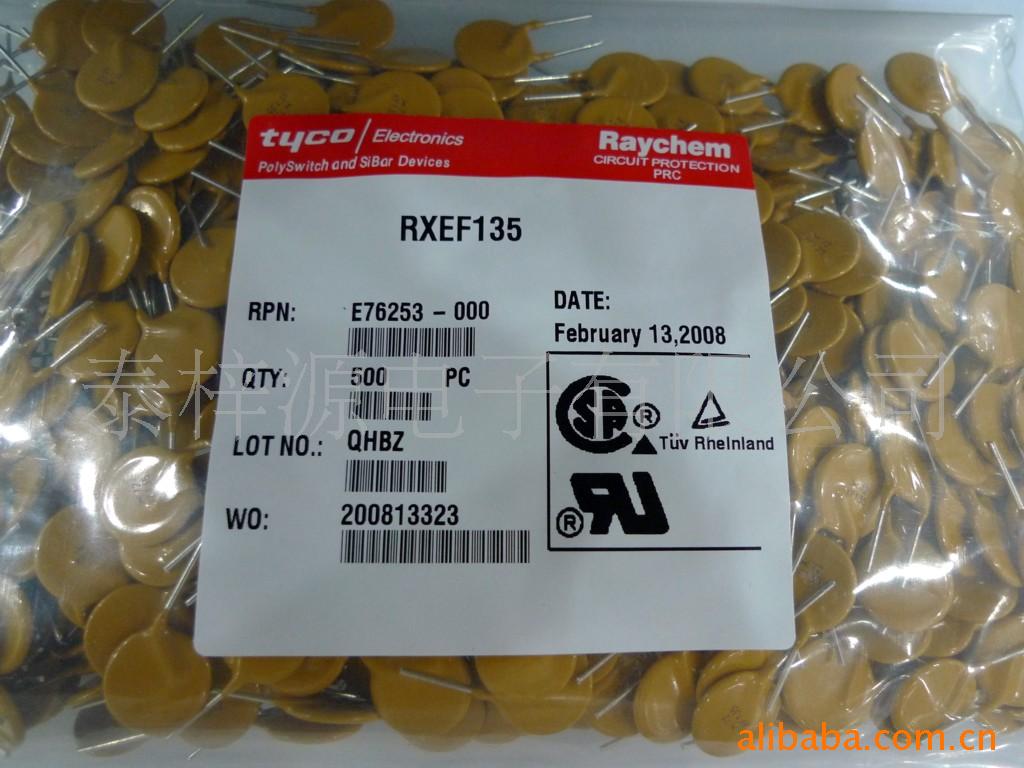 tyco / Electronics
PolySwitch and SiBar Devices
Raychem
CIRCUIT PROTECTION
PRC
RXEF135
RPN: E76253 - 000
DATE:
February 13,2008
QTY: 500 PC
LOT NO.: QHBZ
WO: 200813323
CSA ®
Tüv Rheinland
® UR
泰梓源电子有限公司
alibaba.com.cn